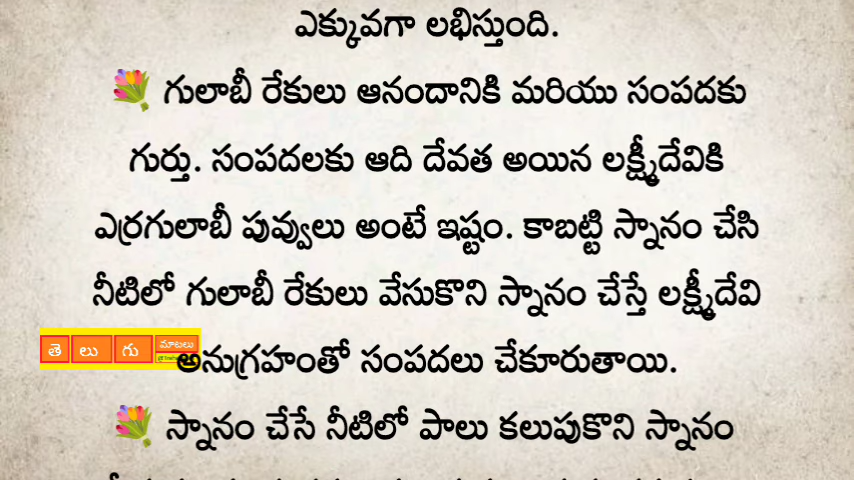 ఎక్కువగా లభిస్తుంది.
💐 గులాబీ రేకులు ఆనందానికి మరియు సంపదకు
గుర్తు. సంపదలకు ఆది దేవత అయిన లక్ష్మీదేవికి
ఎర్రగులాబీ పువ్వులు అంటే ఇష్టం. కాబట్టి స్నానం చేసి
నీటిలో గులాబీ రేకులు వేసుకొని స్నానం చేస్తే లక్ష్మీదేవి
తెలుగు మాటలు
అనుగ్రహంతో సంపదలు చేకూరుతాయి.
💐 స్నానం చేసే నీటిలో పాలు కలుపుకొని స్నానం